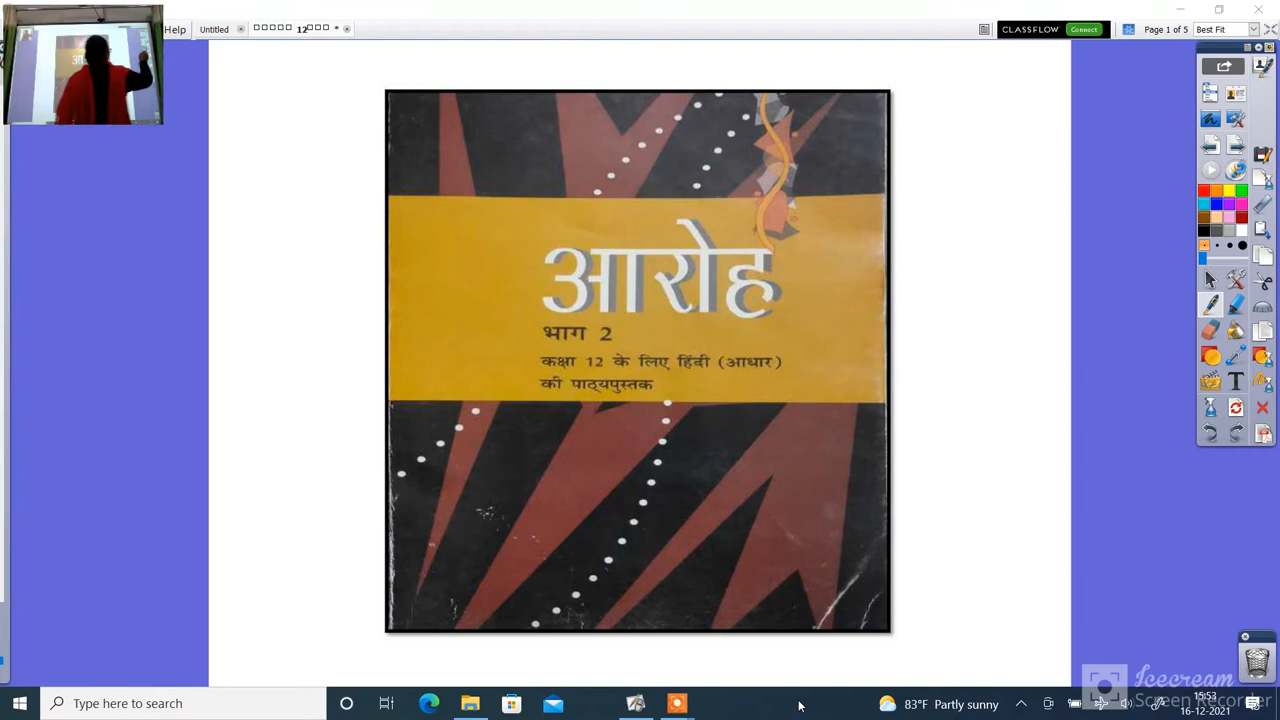 Help
Untitled
12
*
CLASSFLOW
Connect
Page 1 of 5
Best Fit
आरोह
भाग 2
कक्षा 12 के लिए हिंदी (आधार)
की पाठ्यपुस्तक
T
Icecream
Screen Recorder
Type here to search
83°F Partly sunny
15:53
16-12-2021